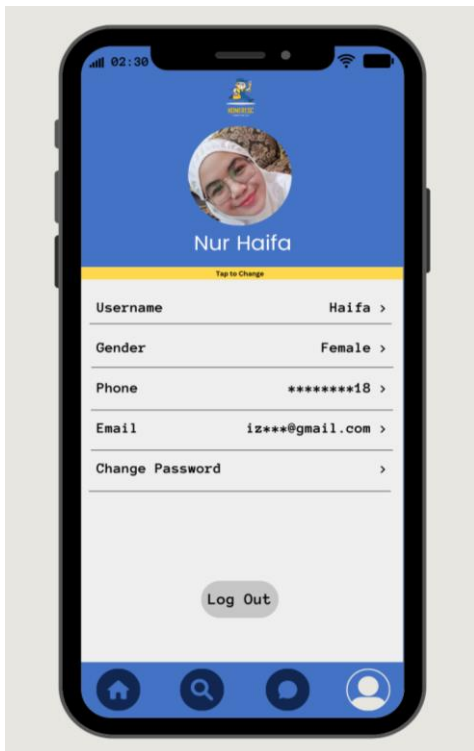 02:30
Nur Haifa
Tap to Change
Username Haifa >
Gender Female >
Phone ********18 >
Email iz***@gmail.com >
Change Password >
Log Out